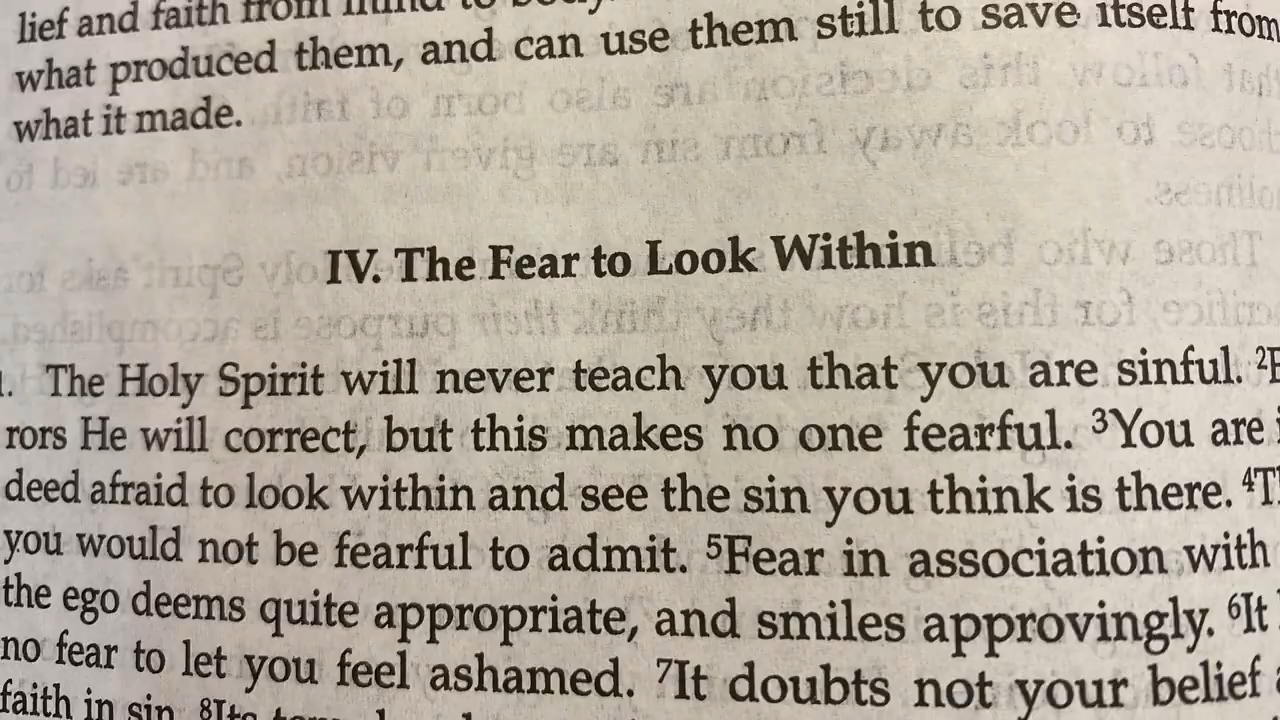 lief and faith from mind to body.
what produced them, and can use them still to save itself from
what it made.
IV. The Fear to Look Within
1. The Holy Spirit will never teach you that you are sinful. ²
rors He will correct, but this makes no one fearful. ³You are
deed afraid to look within and see the sin you think is there. ⁴
you would not be fearful to admit. ⁵Fear in association with
the ego deems quite appropriate, and smiles approvingly. ⁶It
no fear to let you feel ashamed. ⁷It doubts not your belief
faith in sin. ⁸Its